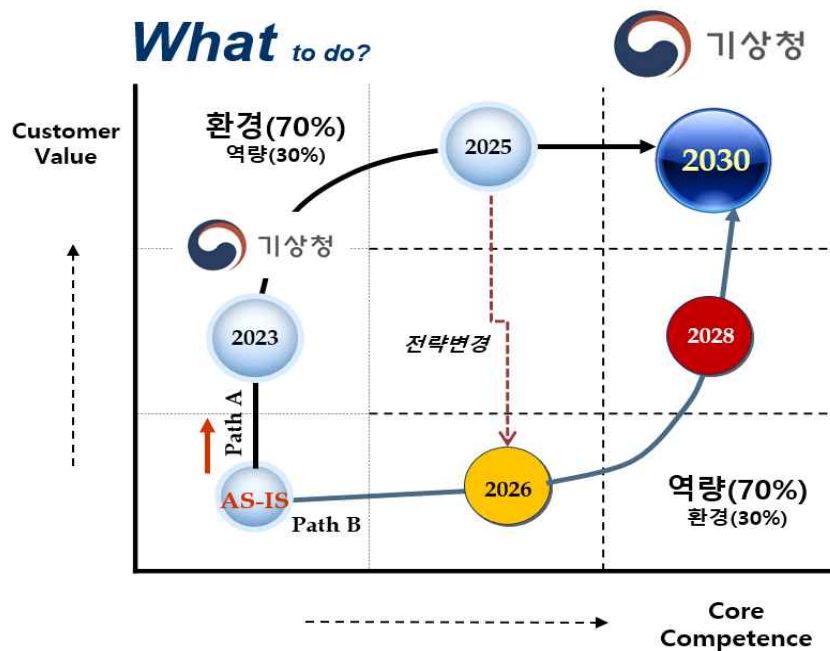 What to do?
기상청
Customer
Value
환경(70%)
역량(30%)
2025
2030
기상청
2023
전략변경
2028
Path A
AS-IS
Path B
2026
역량(70%)
환경(30%)
Core
Competence